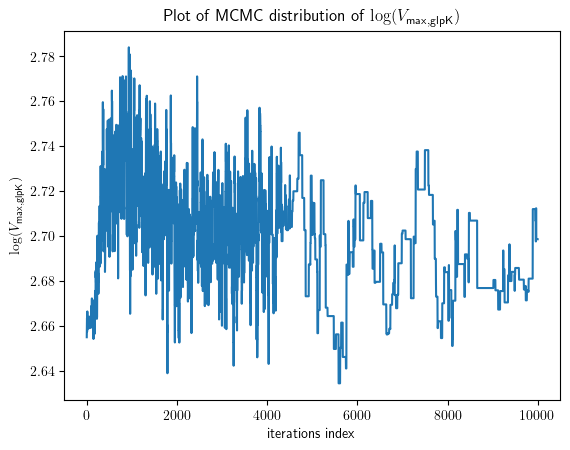 Plot of MCMC distribution of log(V_max,glpK)
log(V_max,glpK)
2.78
2.76
2.74
2.72
2.70
2.68
2.66
2.64
0 2000 4000 6000 8000 10000
iterations index